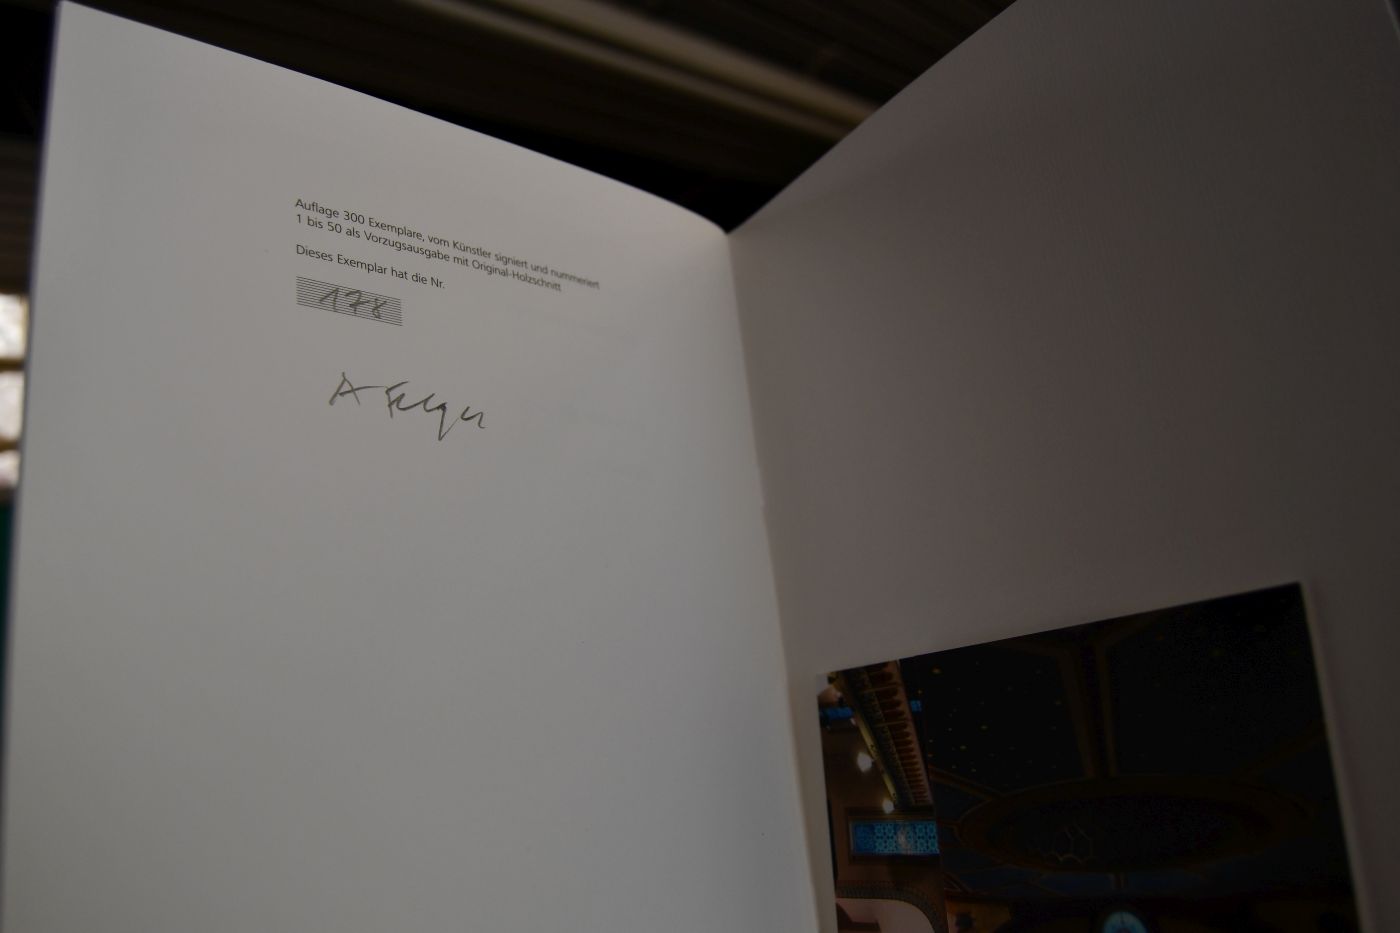 Auflage 300 Exemplare, vom Künstler signiert und nummeriert
1 bis 50 als Vorzugsausgabe mit Original-Holzschnitt
Dieses Exemplar hat die Nr.
178